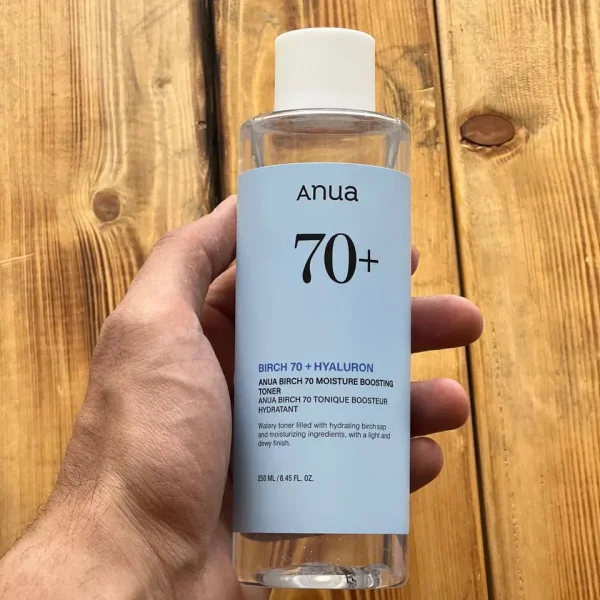 Anua
70+
BIRCH 70 + HYALURON
ANUA BIRCH 70 MOISTURE BOOSTING
TONER
ANUA BIRCH 70 TONIQUE BOOSTEUR
HYDRATANT
Watery toner filled with hydrating birch sap
and moisturizing ingredients, with a light and
dewy finish.
250 ML / 8.45 FL. OZ.